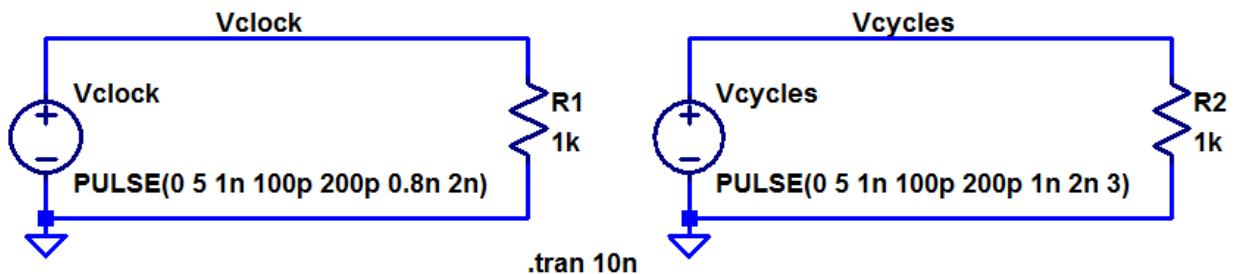 Vclock
Vcycles
Vclock
R1
1k
PULSE(0 5 1n 100p 200p 0.8n 2n)
Vcycles
R2
1k
PULSE(0 5 1n 100p 200p 1n 2n 3)
.tran 10n